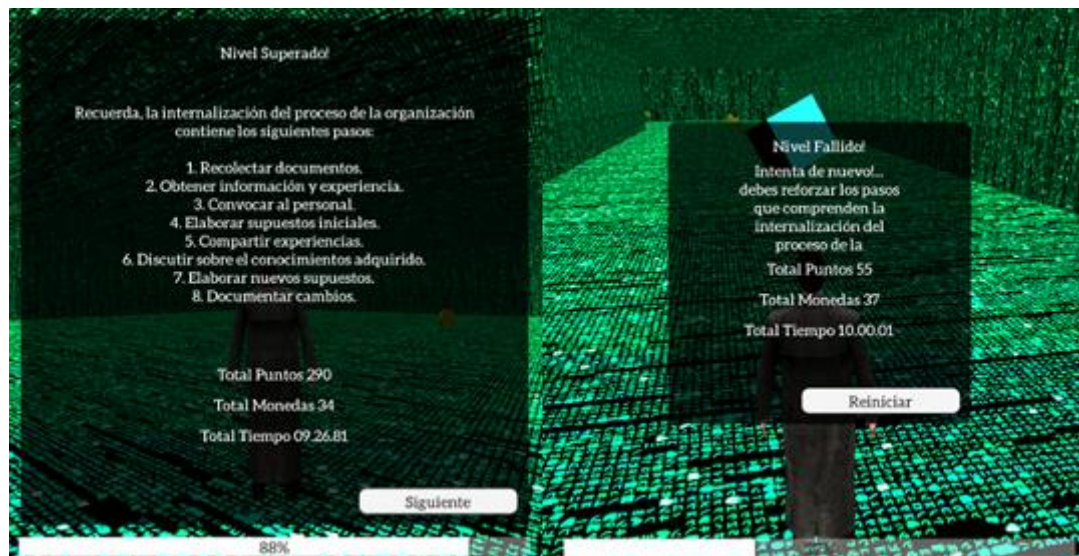 Nivel Superado!
Recuerda, la internalización del proceso de la organización
contiene los siguientes pasos:
1. Recolectar documentos.
2. Obtener información y experiencia.
3. Convocar al personal.
4. Elaborar supuestos iniciales.
5. Compartir experiencias.
6. Discutir sobre el conocimientos adquirido.
7. Elaborar nuevos supuestos.
8. Documentar cambios.
Total Puntos 290
Total Monedas 34
Total Tiempo 09.26.81
Siguiente
88%
Nivel Fallido!
Intenta de nuevo!...
debes reforzar los pasos
que comprenden la
internalización del
proceso de la
Total Puntos 55
Total Monedas 37
Total Tiempo 10.00.01
Reiniciar